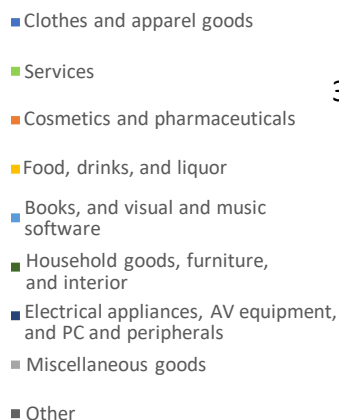 Clothes and apparel goods
Services
3
Cosmetics and pharmaceuticals
Food, drinks, and liquor
Books, and visual and music
software
Household goods, furniture,
and interior
Electrical appliances, AV equipment,
and PC and peripherals
Miscellaneous goods
Other